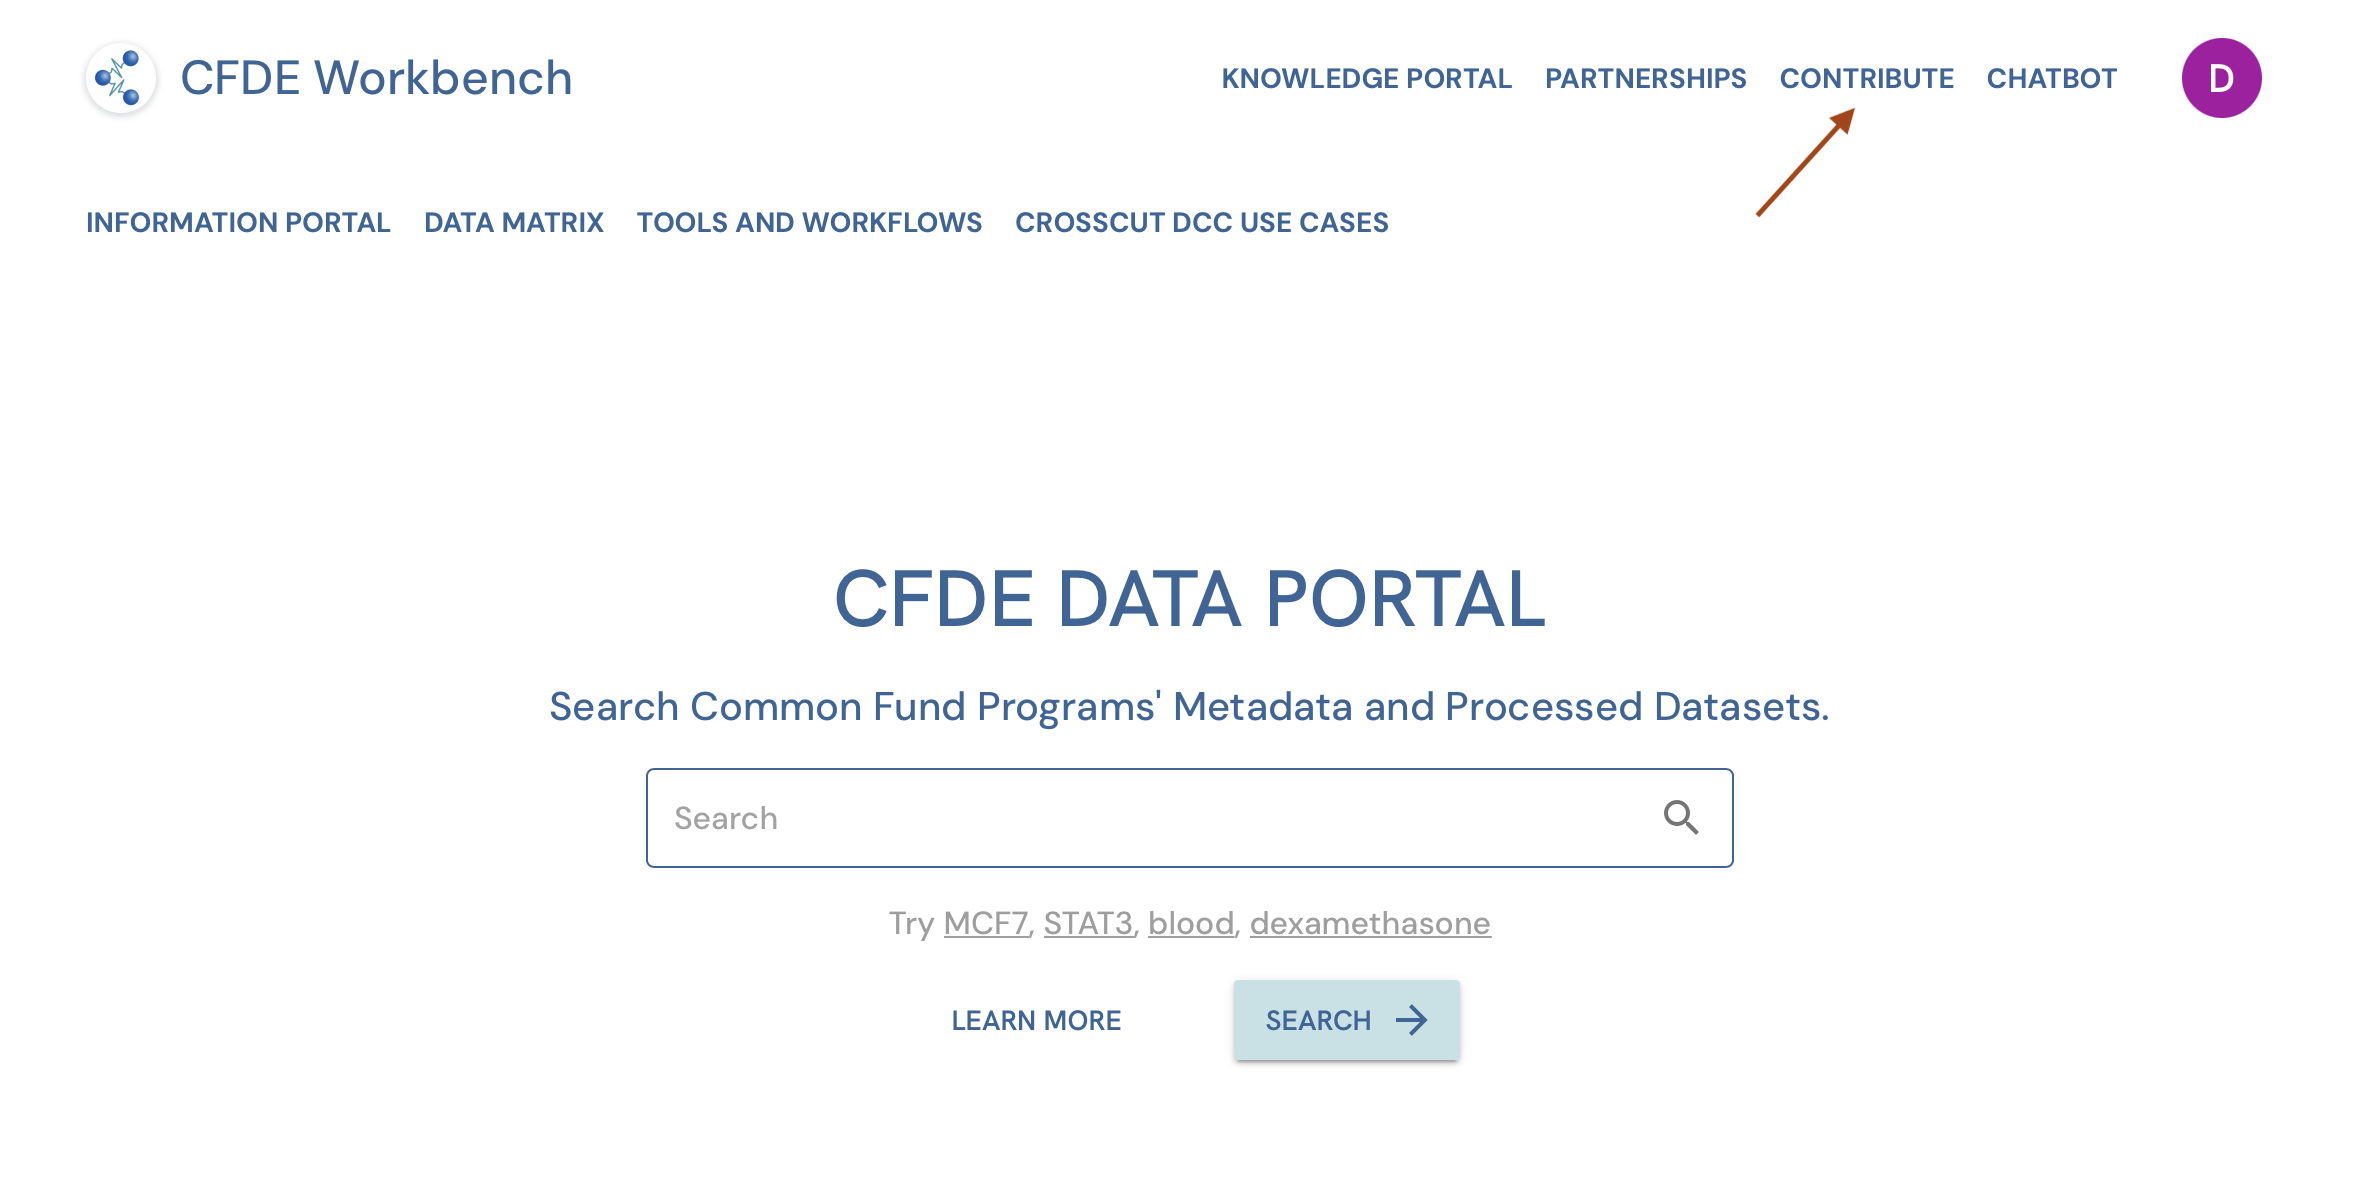 CFDE Workbench
KNOWLEDGE PORTAL PARTNERSHIPS CONTRIBUTE CHATBOT D
INFORMATION PORTAL DATA MATRIX TOOLS AND WORKFLOWS CROSSCUT DCC USE CASES
CFDE DATA PORTAL
Search Common Fund Programs' Metadata and Processed Datasets.
Search
Try MCF7, STAT3, blood, dexamethasone
LEARN MORE SEARCH